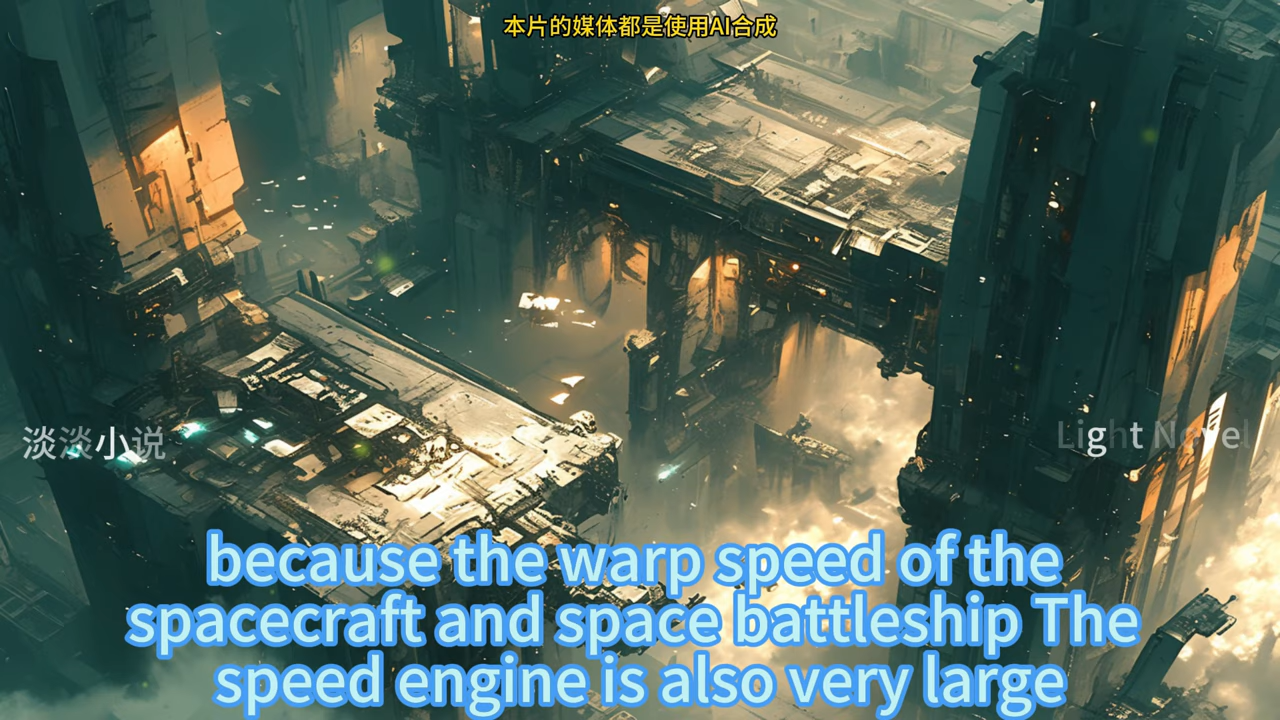 本片的媒体都是使用AI合成
淡淡小说
Light Novel
because the warp speed of the
spacecraft and space battleship The
speed engine is also very large